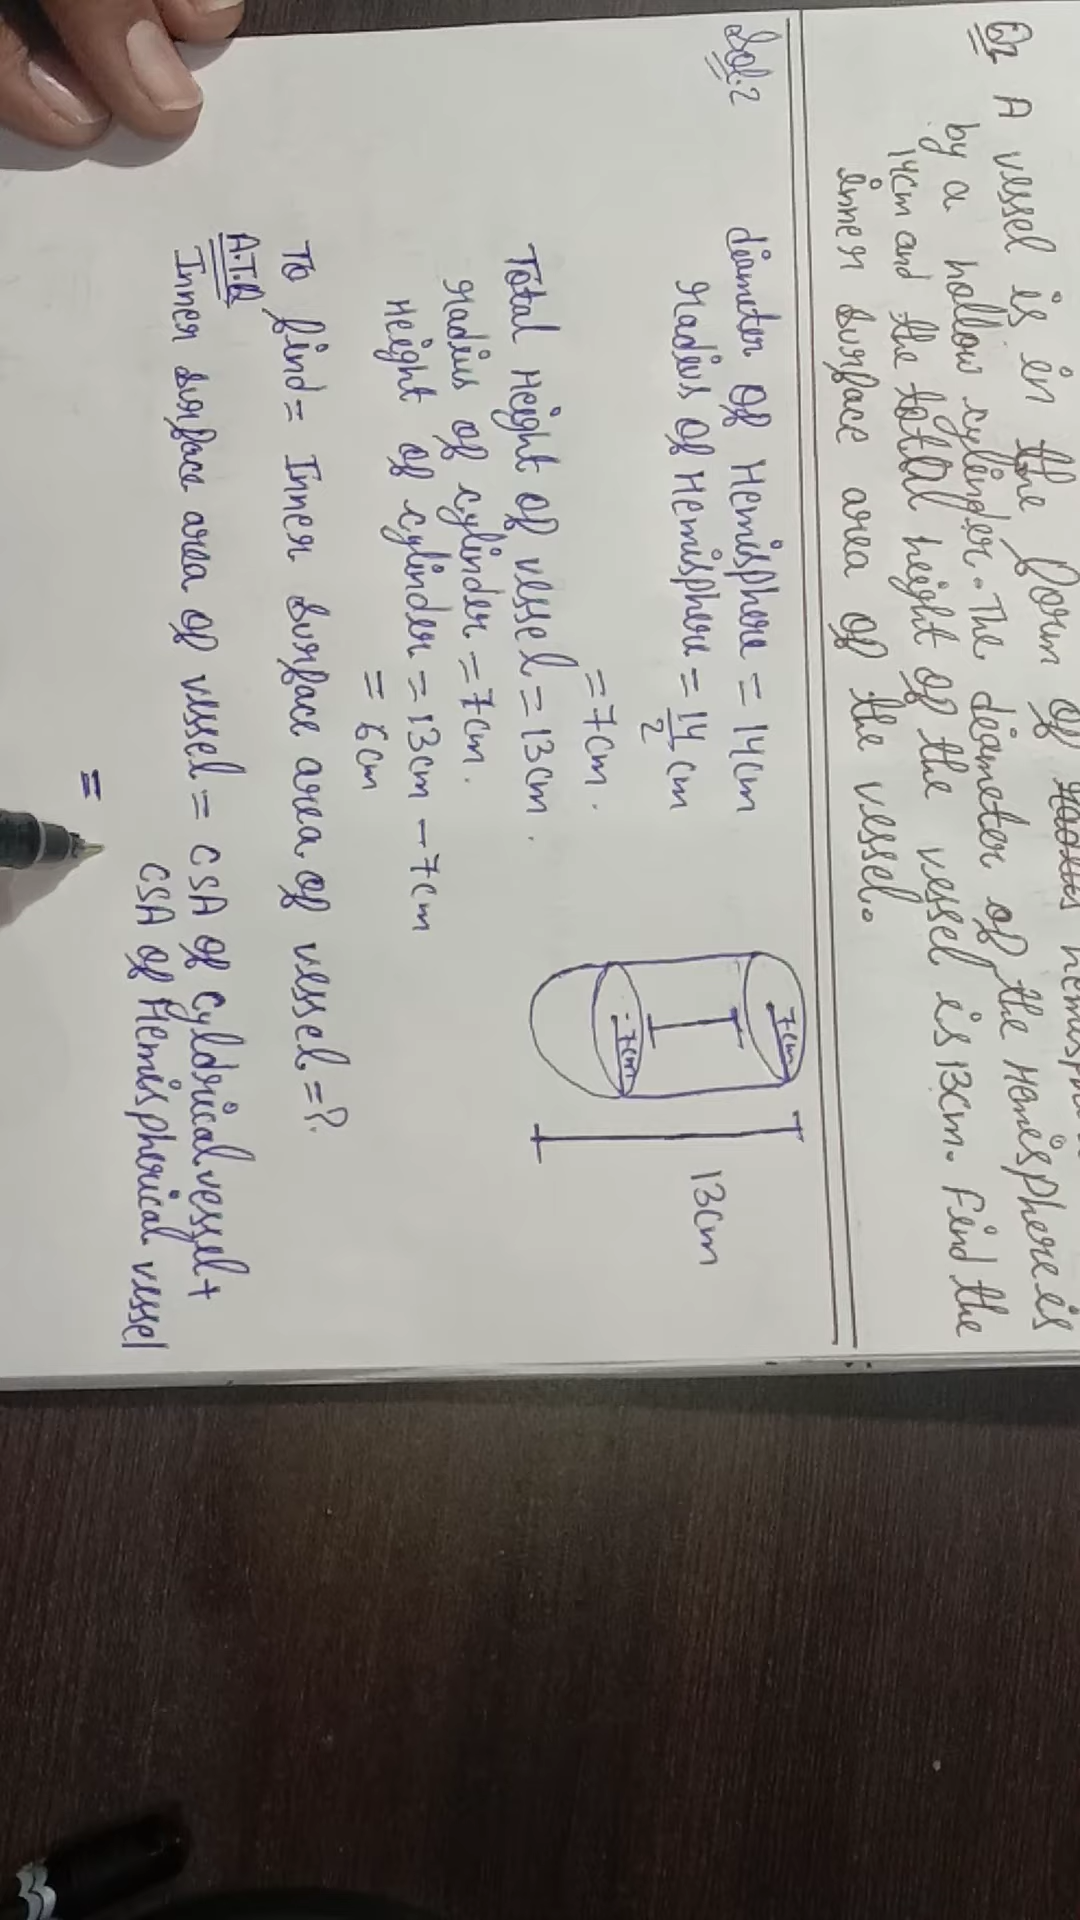 Q2 A vessel is in the form of hemisphere
by a hollow cylinder. The diameter of the Hemisphere is
14cm and the total height of the vessel is 13cm. Find the
inner surface area of the vessel.
Sol.2
diameter of Hemisphere = 14cm
radius of Hemisphere = 14/2 cm
= 7cm.
Total Height of vessel = 13cm.
radius of cylinder = 7cm.
Height of cylinder = 13cm - 7cm
= 6cm
7cm
7cm
13cm
To find = Inner surface area of vessel = ?
A.T.Q
Inner surface area of vessel = CSA of Cyldrical vessel +
CSA of Hemispherical vessel
=